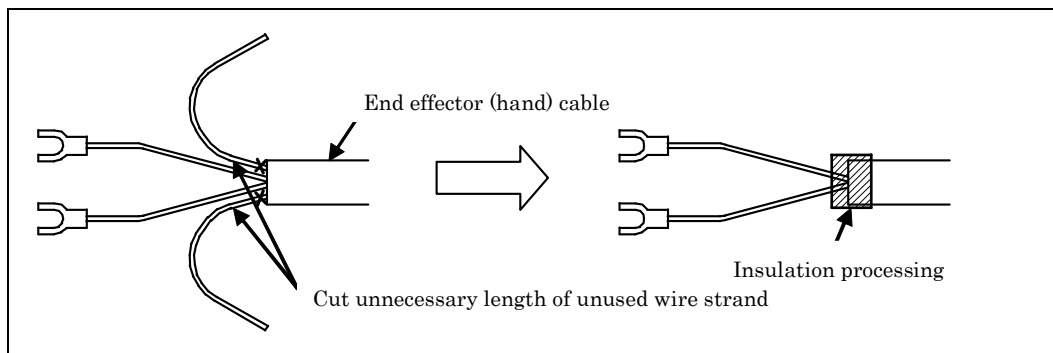 End effector (hand) cable
Insulation processing
Cut unnecessary length of unused wire strand